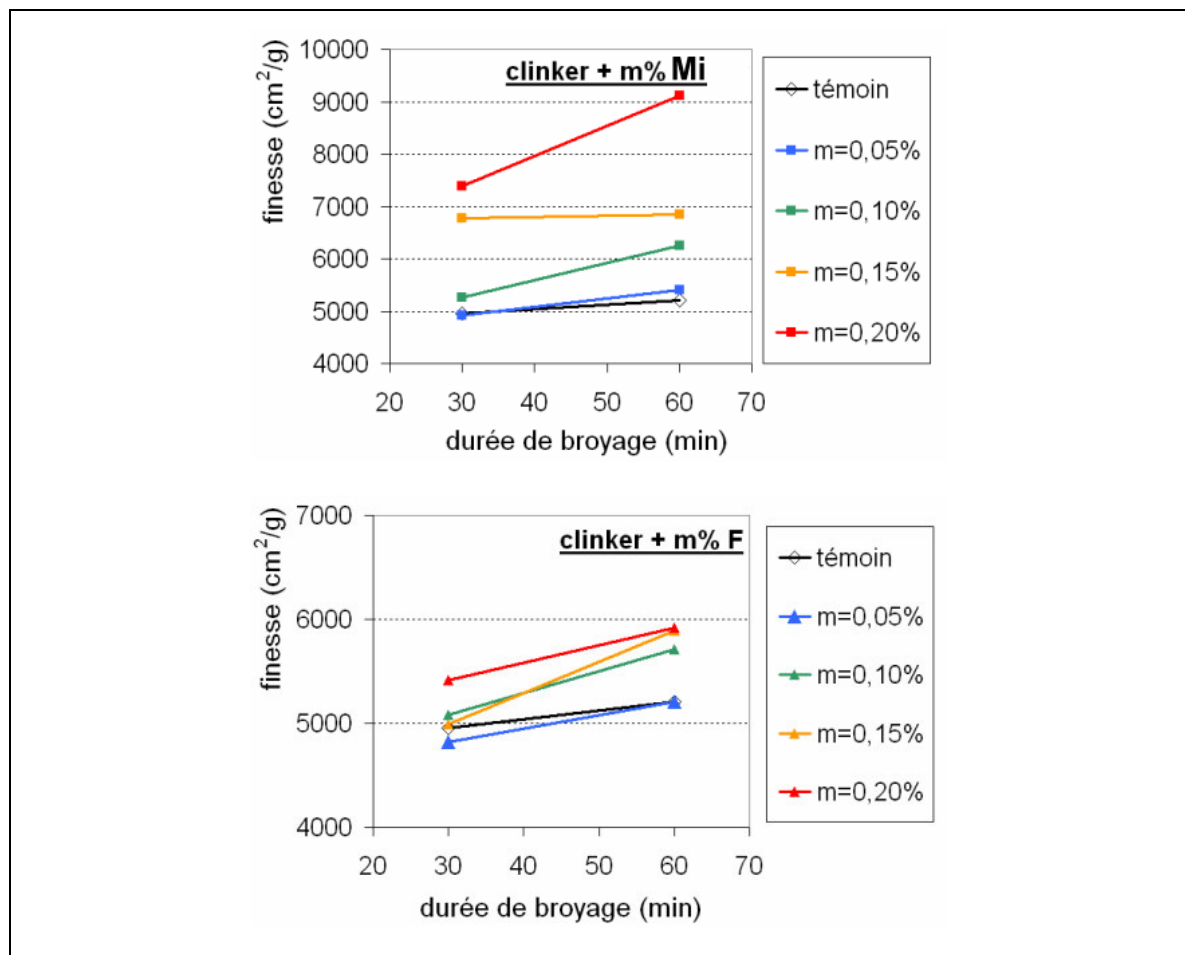 10000
9000
8000
7000
6000
5000
4000
finesse (cm²/g)
clinker + m% Mi
20 30 40 50 60 70
durée de broyage (min)
témoin
m=0,05%
m=0,10%
m=0,15%
m=0,20%
7000
6000
5000
4000
finesse (cm²/g)
clinker + m% F
20 30 40 50 60 70
durée de broyage (min)
témoin
m=0,05%
m=0,10%
m=0,15%
m=0,20%